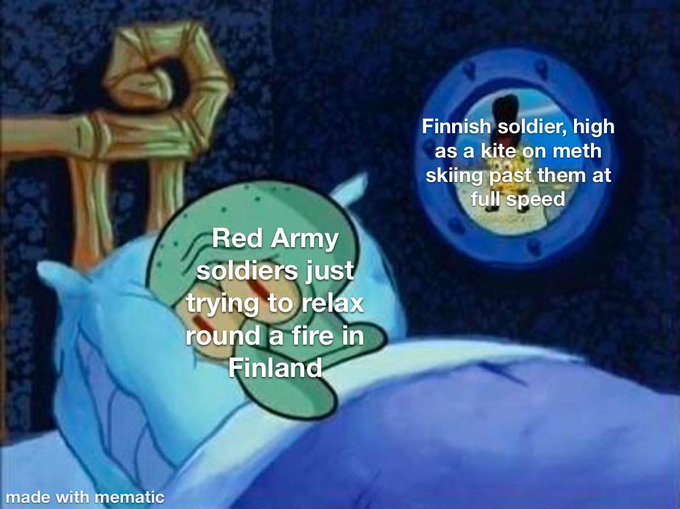 Finnish soldier, high
as a kite on meth
skiing past them at
full speed
Red Army
soldiers just
trying to relax
round a fire in
Finland
made with mematic